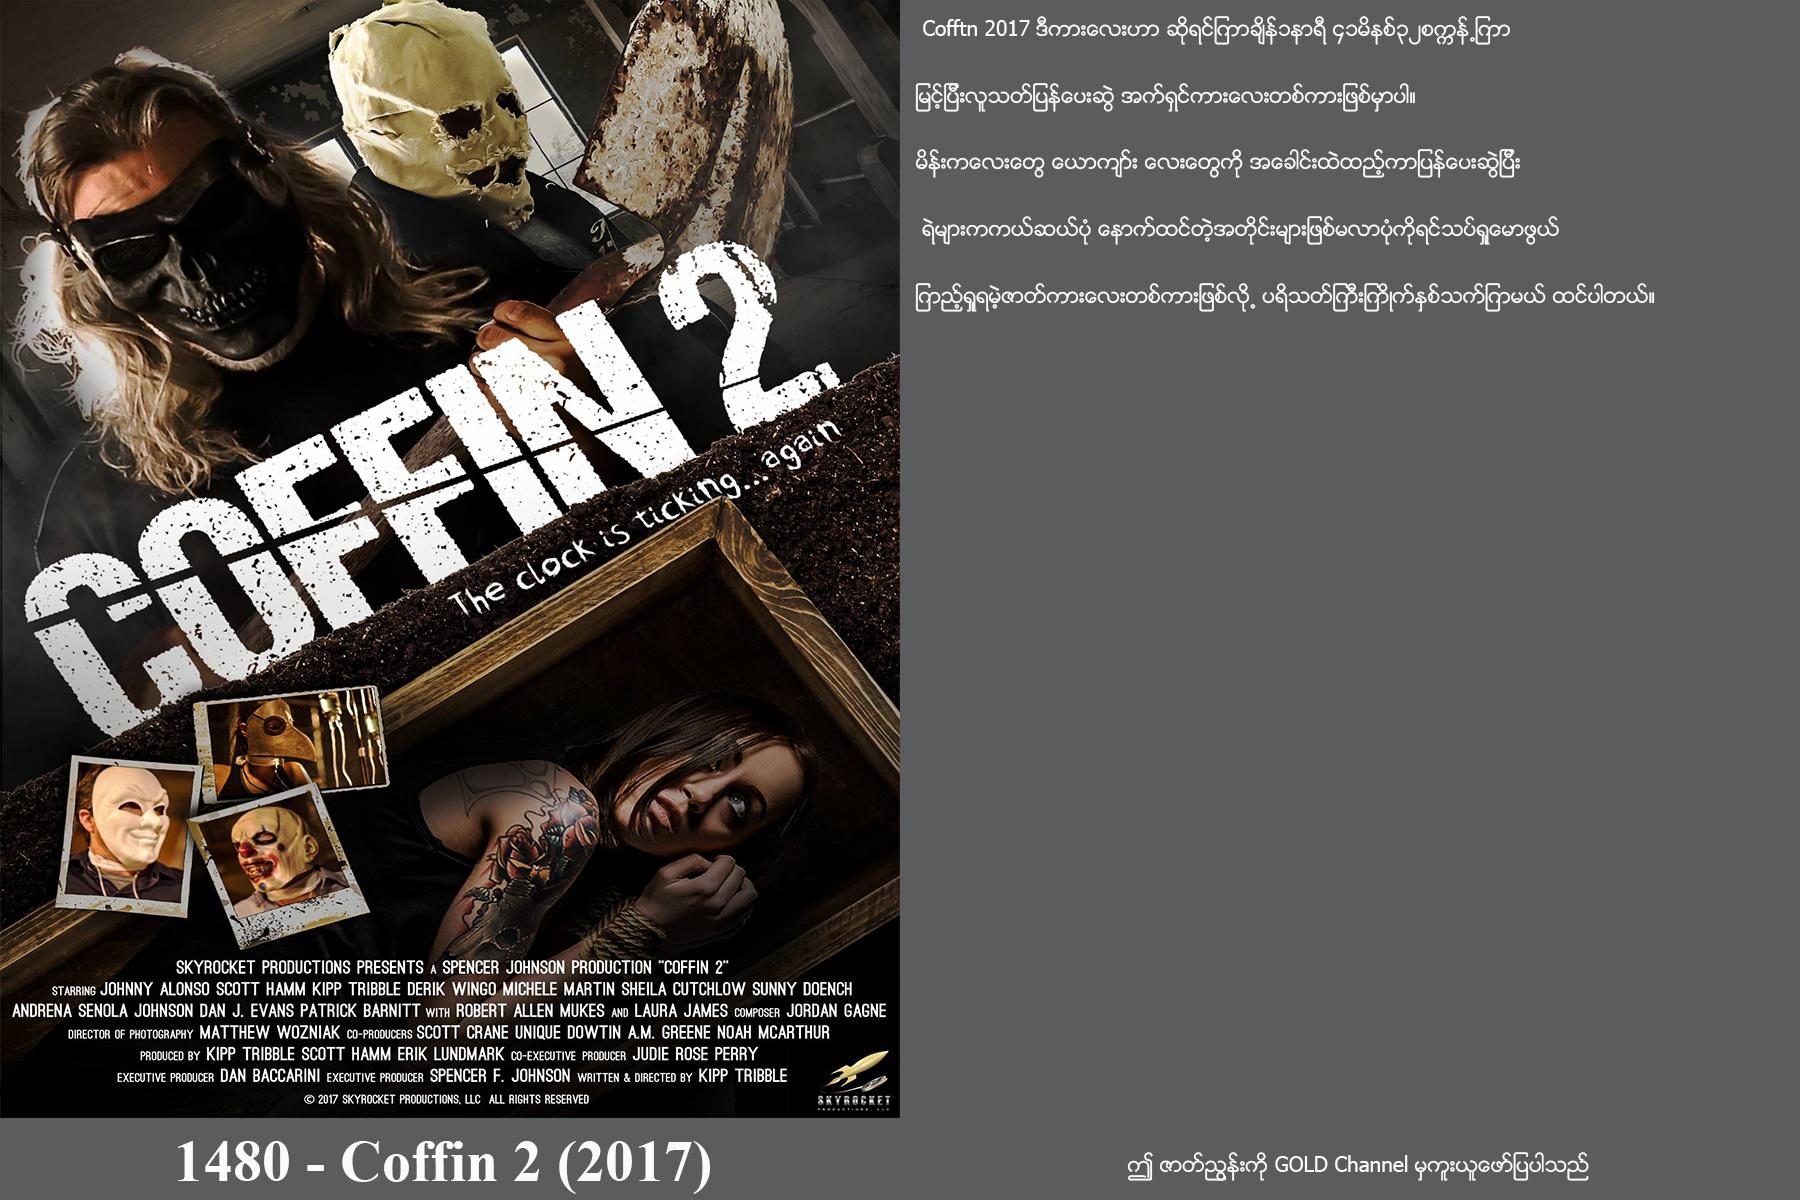 COFFIN 2
The clock is ticking... again
SKYROCKET PRODUCTIONS PRESENTS A SPENCER JOHNSON PRODUCTION "COFFIN 2"
STARRING JOHNNY ALONSO SCOTT HAMM KIPP TRIBBLE DERIK WINGO MICHELE MARTIN SHEILA CUTCHLOW SUNNY DOENCH
ANDRENA SENOLA JOHNSON DAN J. EVANS PATRICK BARNITT WITH ROBERT ALLEN MUKES AND LAURA JAMES COMPOSER JORDAN GAGNE
DIRECTOR OF PHOTOGRAPHY MATTHEW WOZNIAK CO-PRODUCERS SCOTT CRANE UNIQUE DOWTIN A.M. GREENE NOAH MCARTHUR
PRODUCED BY KIPP TRIBBLE SCOTT HAMM ERIK LUNDMARK CO-EXECUTIVE PRODUCER JUDIE ROSE PERRY
EXECUTIVE PRODUCER DAN BACCARINI EXECUTIVE PRODUCER SPENCER F. JOHNSON WRITTEN & DIRECTED BY KIPP TRIBBLE
© 2017 SKYROCKET PRODUCTIONS, LLC ALL RIGHTS RESERVED
SKYROCKET
PRODUCTIONS, LLC
1480 - Coffin 2 (2017)
Cofftn 2017 ဒီကားလေးဟာ ဆိုရင်ကြာချိန်၁နာရီ ၄၁မိနစ်၃၂စက္ကန့်ကြာ
မြင့်ပြီးလူသတ်ပြန်ပေးဆွဲ အက်ရှင်ကားလေးတစ်ကားဖြစ်မှာပါ။
မိန်းကလေးတွေ ယောကျာ်း လေးတွေကို အခေါင်းထဲထည့်ကာပြန်ပေးဆွဲပြီး
ရဲများကကယ်ဆယ်ပုံ နောက်ထင်တဲ့အတိုင်းများဖြစ်မလာပုံကိုရင်သပ်ရှုမောဖွယ်
ကြည့်ရှုရမဲ့ဇာတ်ကားလေးတစ်ကားဖြစ်လို့ ပရိသတ်ကြီးကြိုက်နှစ်သက်ကြာမယ် ထင်ပါတယ်။
ဤ ဇာတ်ညွှန်းကို GOLD Channel မှကူးယူဖော်ပြပါသည်